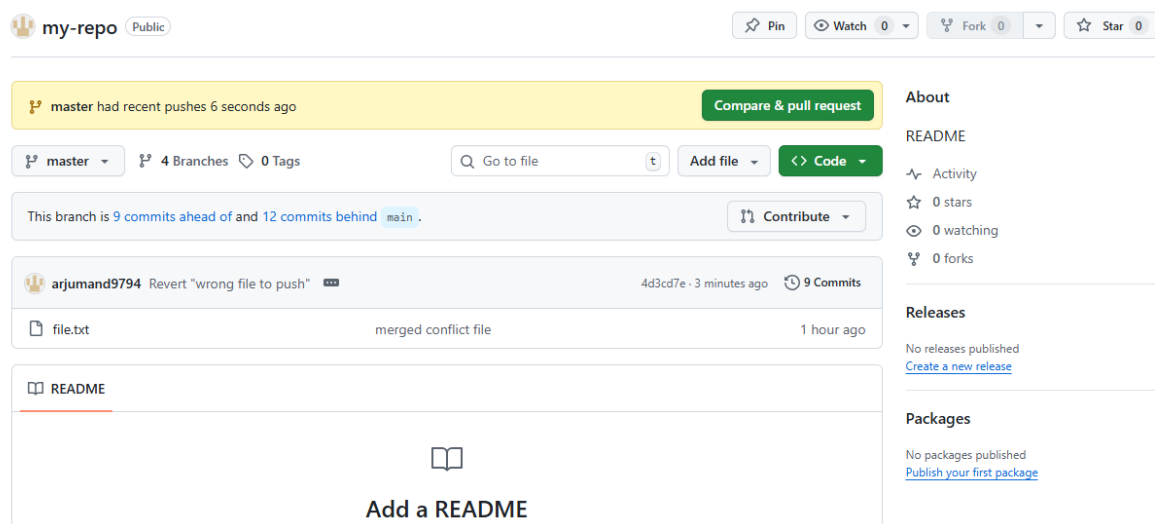 my-repo Public Pin Watch 0 Fork 0 Star 0
master had recent pushes 6 seconds ago Compare & pull request
master 4 Branches 0 Tags Go to file t Add file Code
This branch is 9 commits ahead of and 12 commits behind main . Contribute
arjumand9794 Revert "wrong file to push" 4d3cd7e · 3 minutes ago 9 Commits
file.txt merged conflict file 1 hour ago
README
Add a README
About
README
Activity
0 stars
0 watching
0 forks
Releases
No releases published
Create a new release
Packages
No packages published
Publish your first package